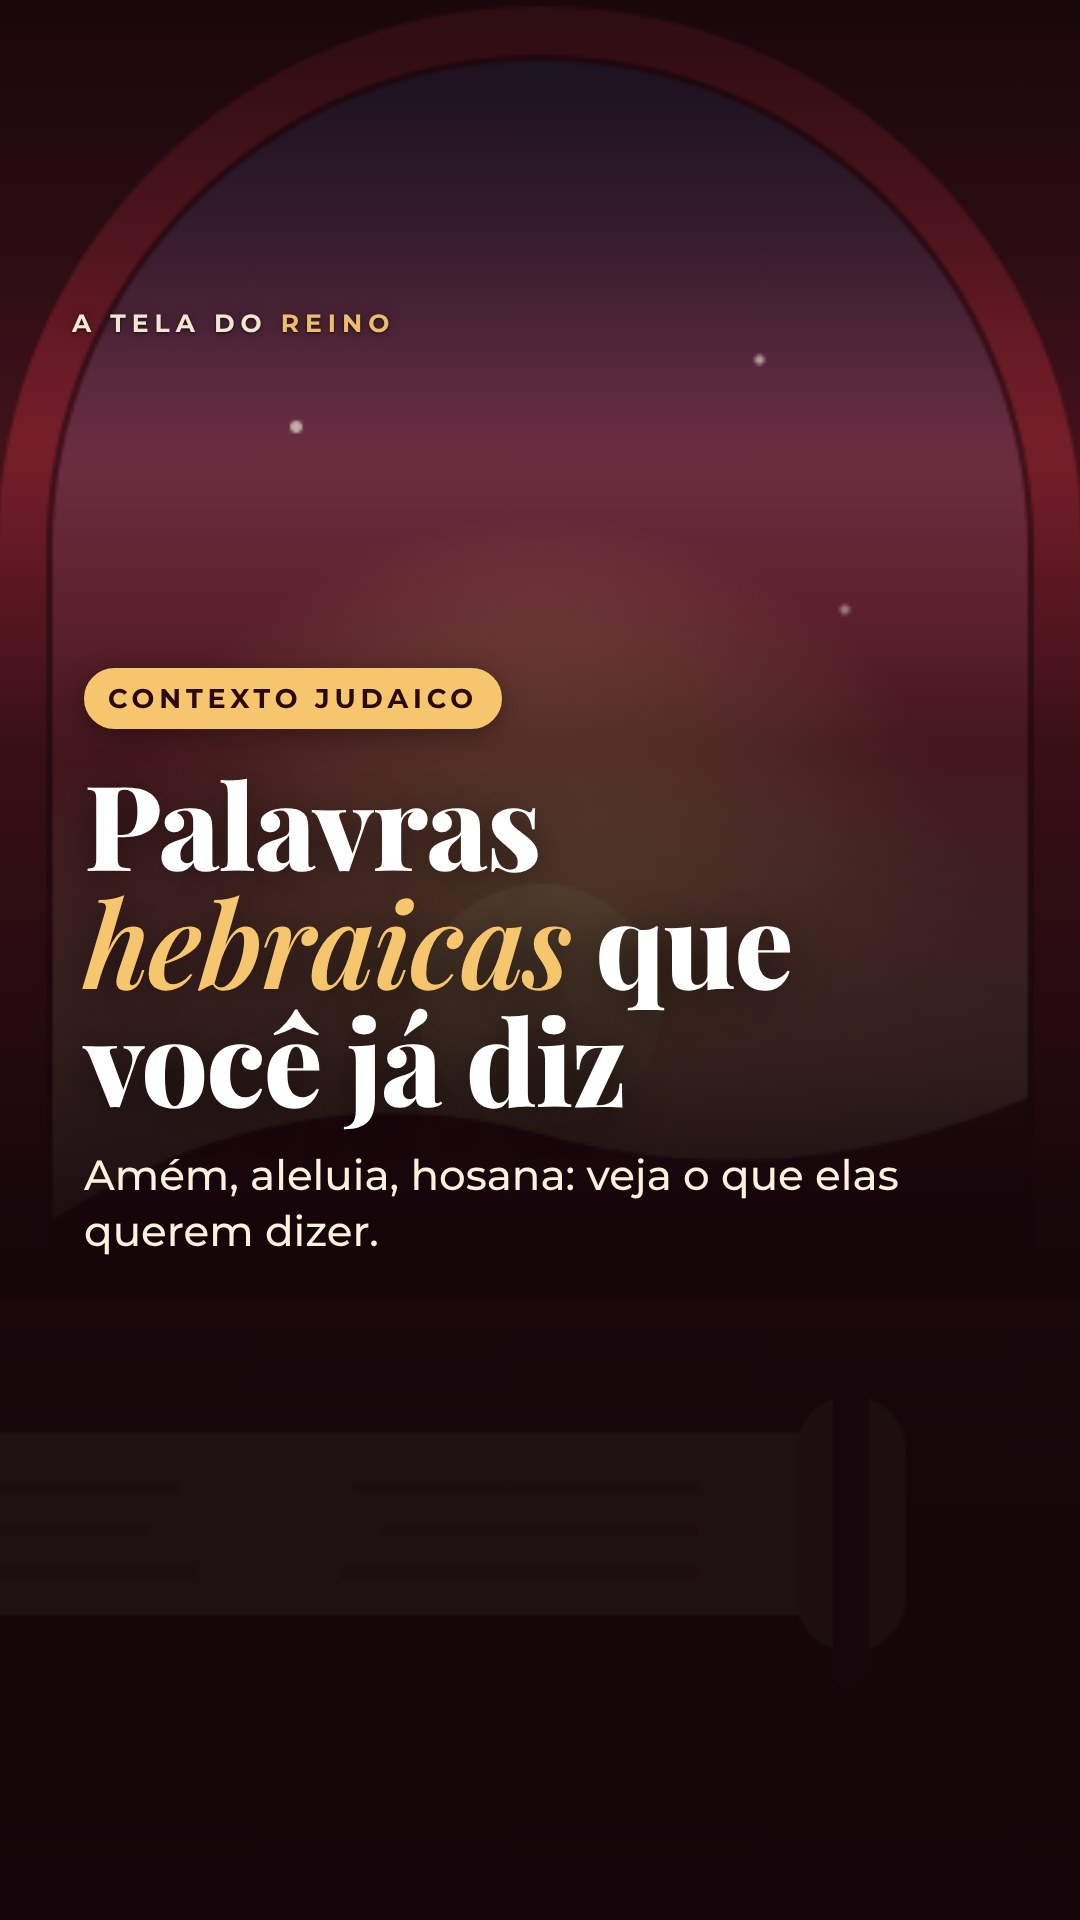 A TELA DO REINO
CONTEXTO JUDAICO
Palavras
hebraicas que
você já diz
Amém, aleluia, hosana: veja o que elas
querem dizer.